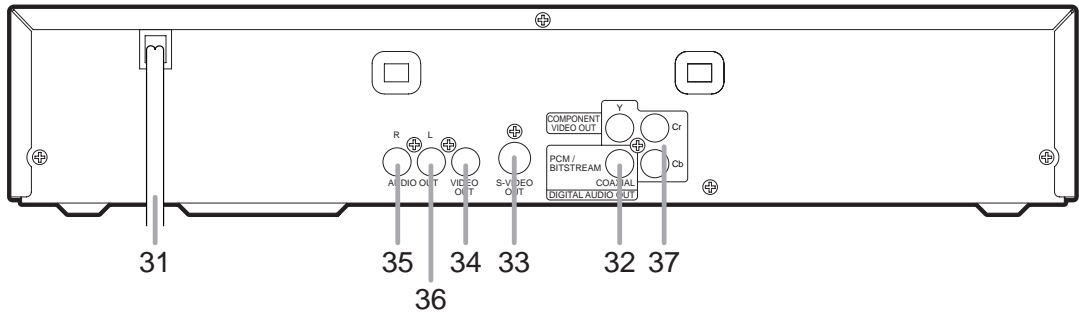 Y
COMPONENT
VIDEO OUT
Cr
R L
PCM /
BITSTREAM
Cb
COAXIAL
AUDIO OUT
VIDEO
OUT
S-VIDEO
OUT
DIGITAL AUDIO OUT
31 35 34 33 32 37
36